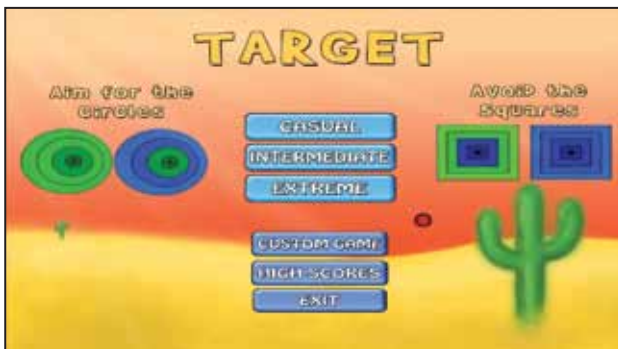 TARGET
Aim for the
Circles
Avoid the
Squares
CASUAL
INTERMEDIATE
EXTREME
CUSTOM GAME
HIGH SCORES
EXIT